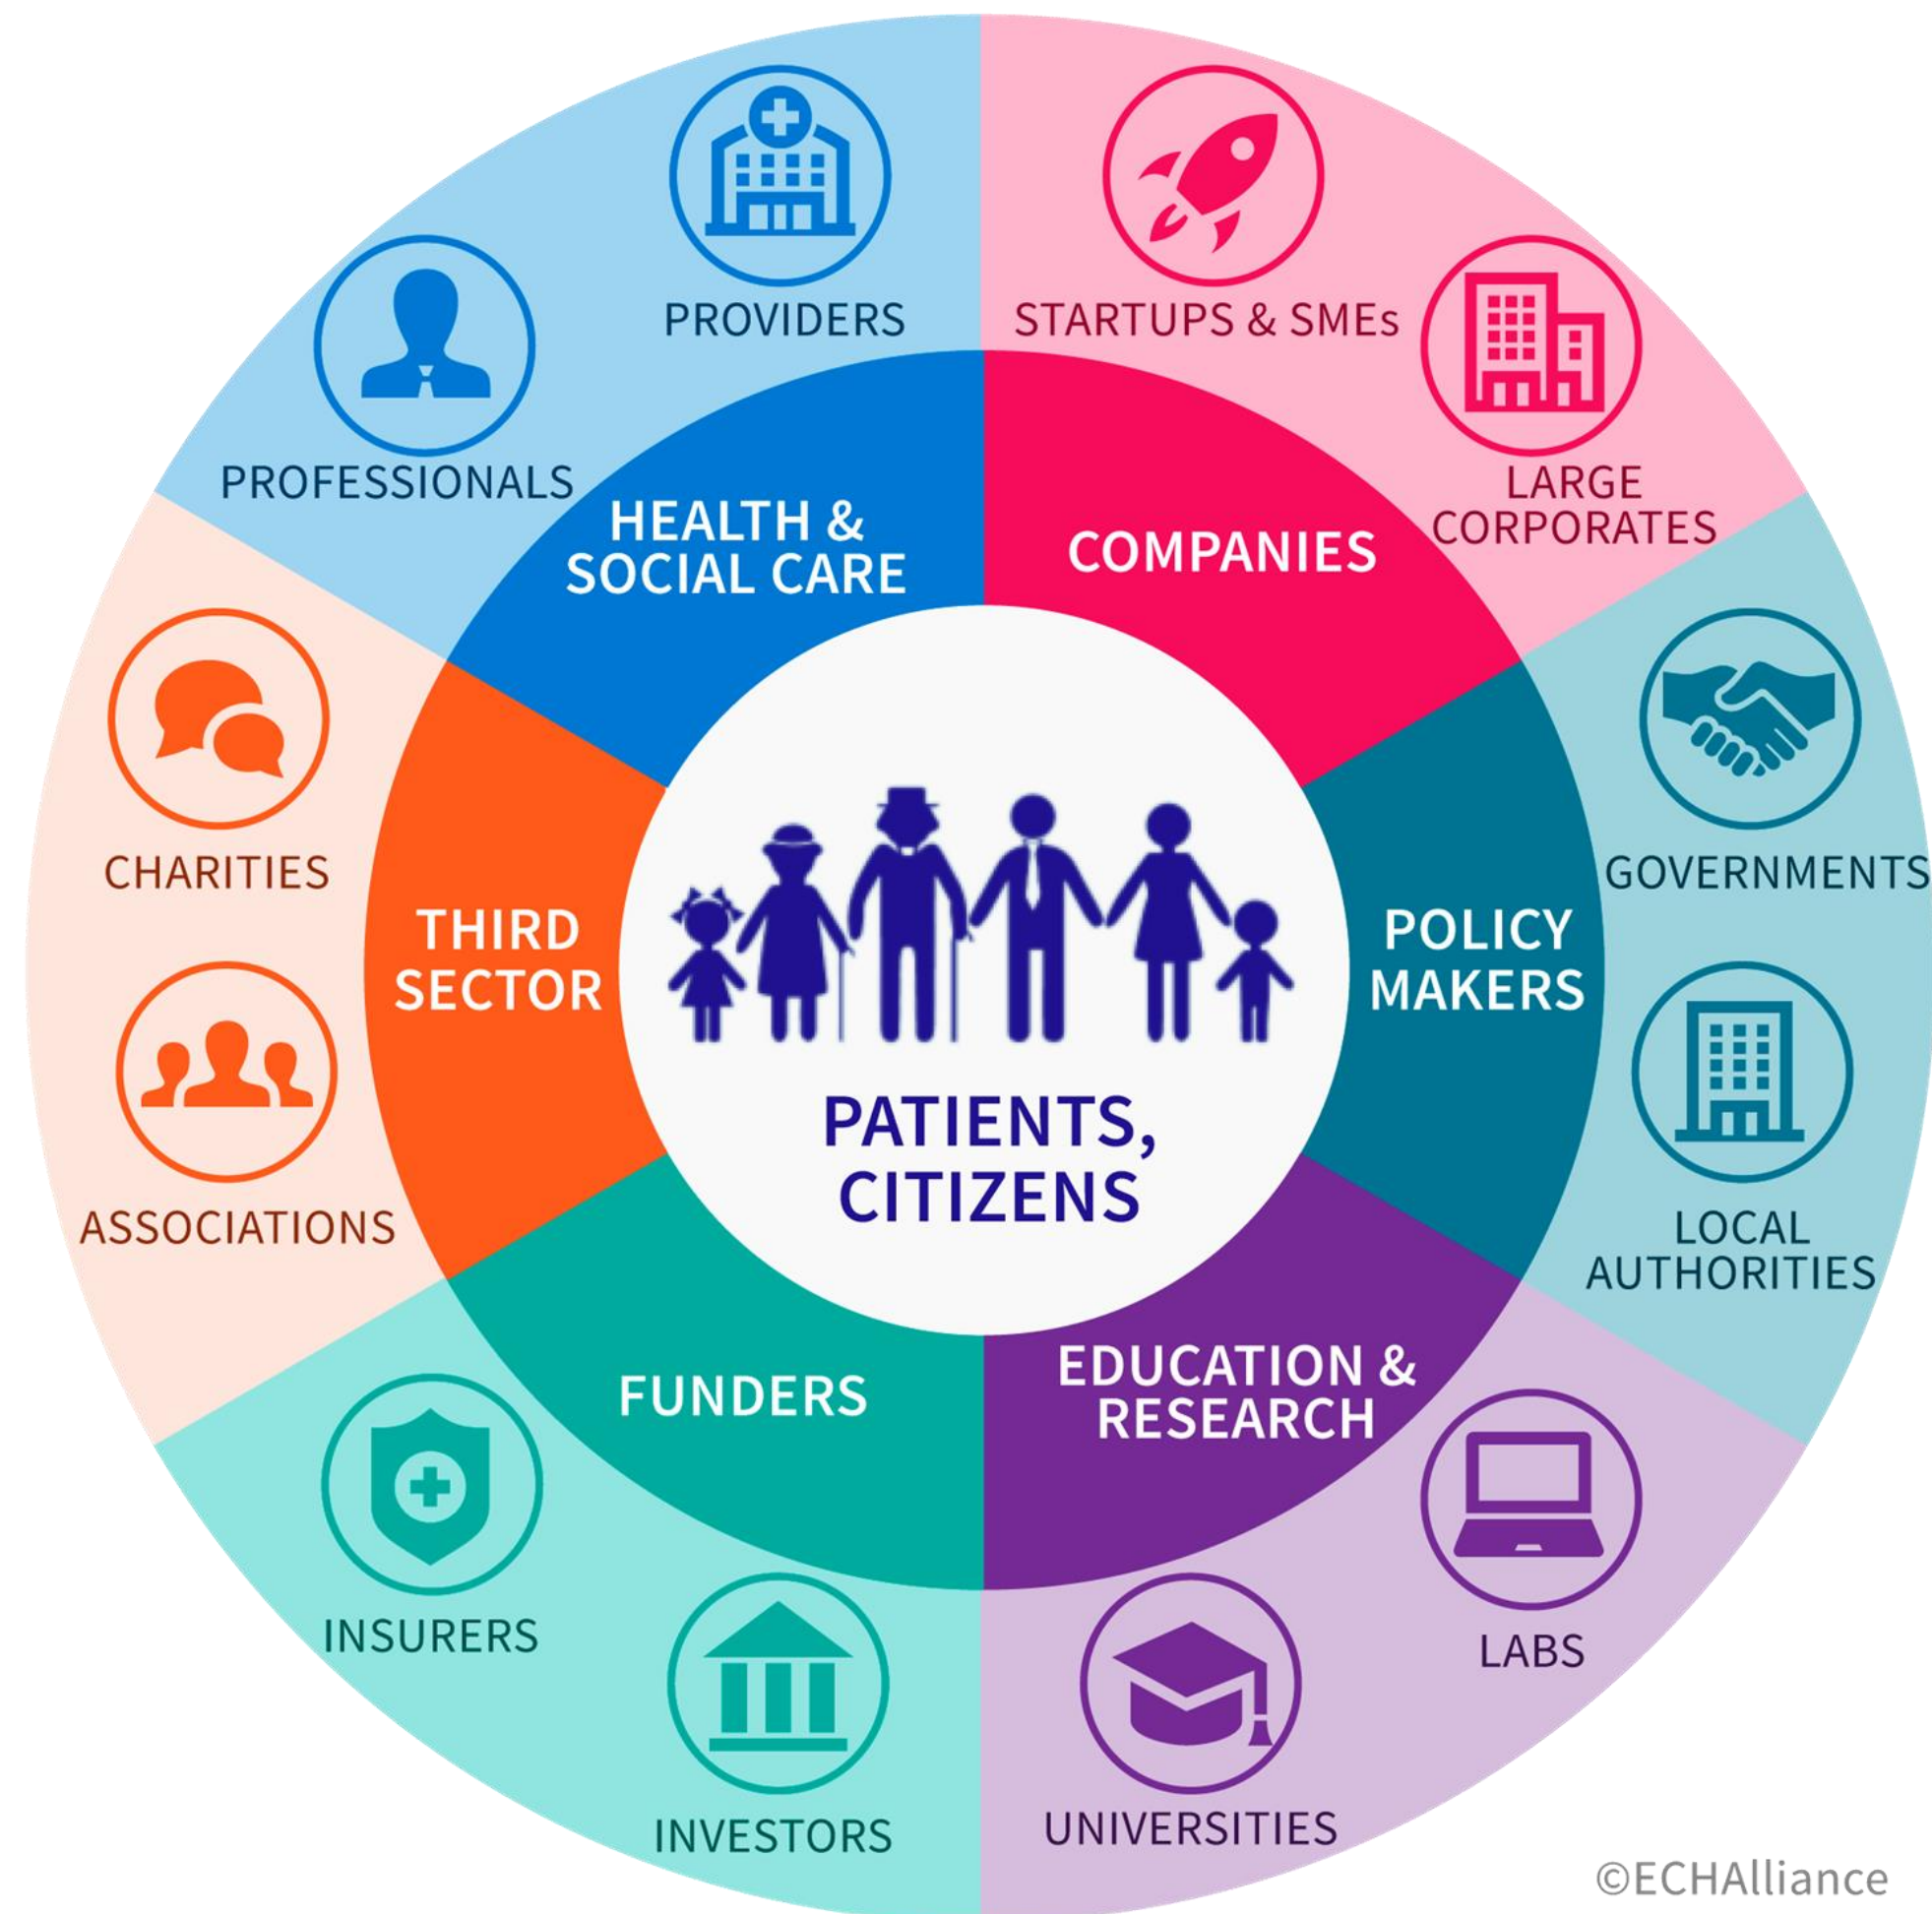 PROVIDERS
STARTUPS & SMEs
PROFESSIONALS
LARGE
CORPORATES
HEALTH &
SOCIAL CARE
COMPANIES
CHARITIES
GOVERNMENTS
THIRD
SECTOR
POLICY
MAKERS
PATIENTS,
CITIZENS
ASSOCIATIONS
LOCAL
AUTHORITIES
FUNDERS
EDUCATION &
RESEARCH
INSURERS
LABS
INVESTORS
UNIVERSITIES
©ECHAlliance